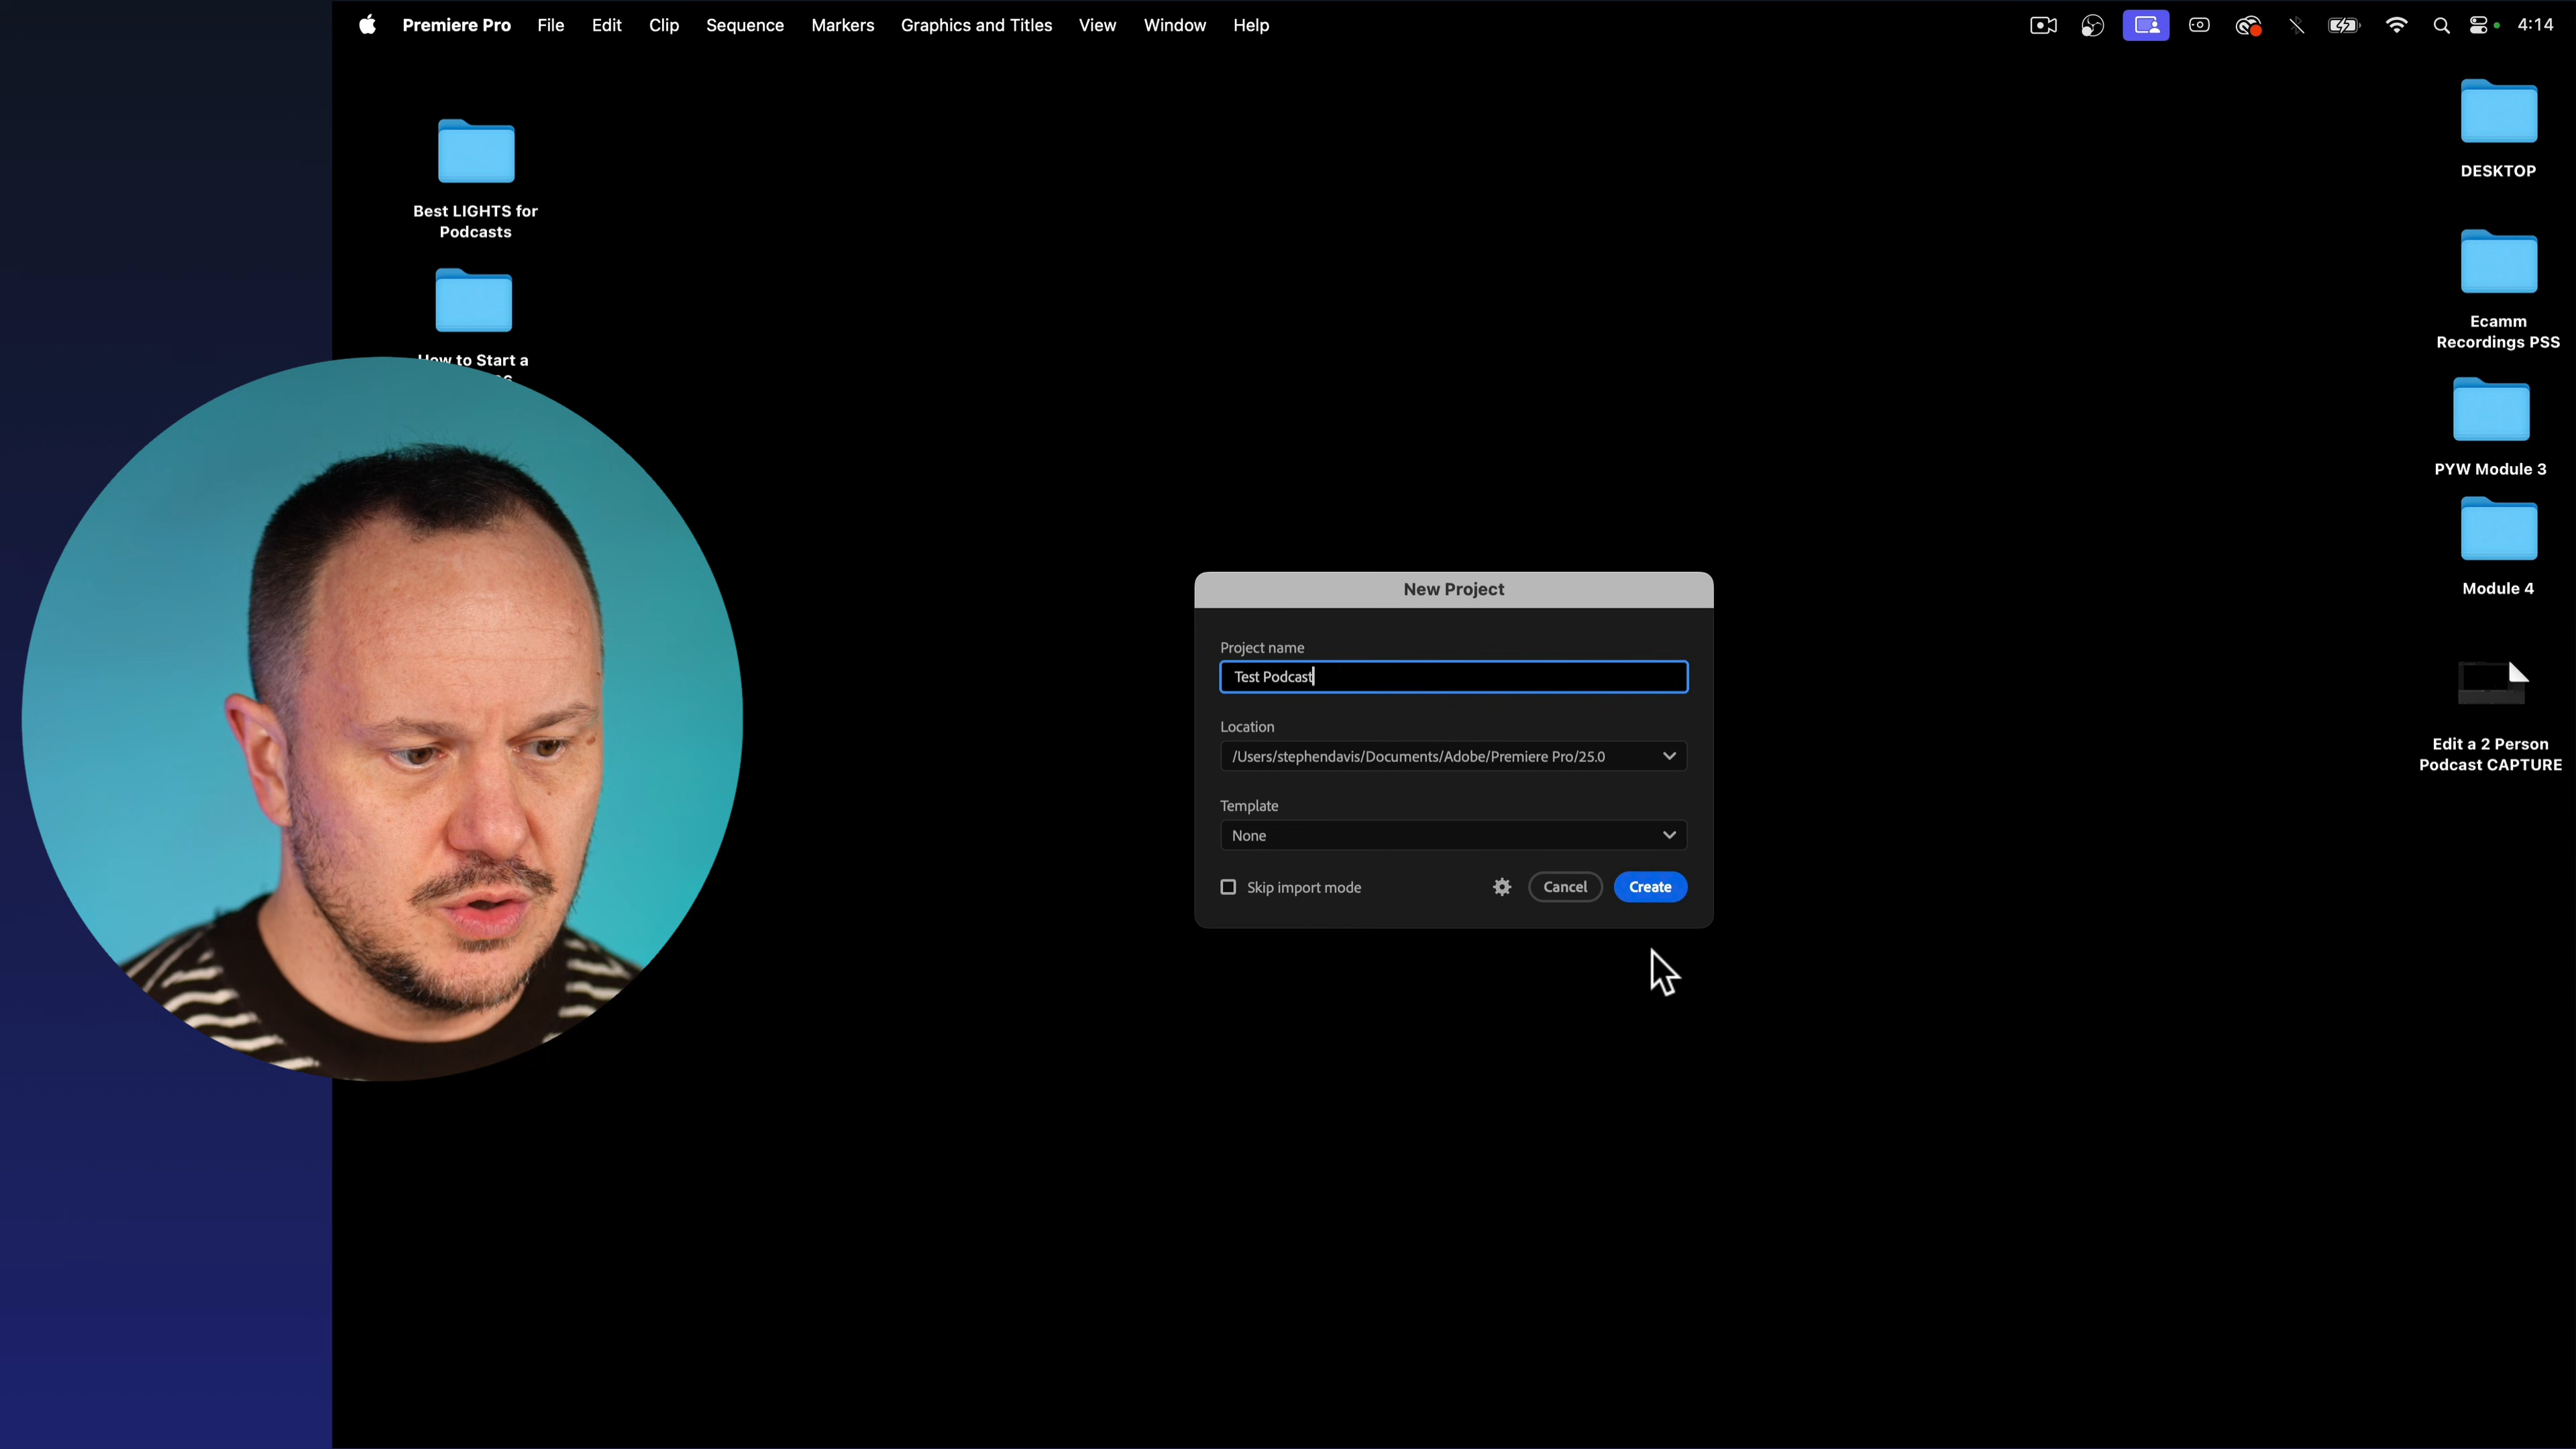 Premiere Pro File Edit Clip Sequence Markers Graphics and Titles View Window Help 4:14
Best LIGHTS for
Podcasts
How to Start a
DESKTOP
Ecamm
Recordings PSS
PYW Module 3
Module 4
Edit a 2 Person
Podcast CAPTURE
New Project
Project name
Test Podcast
Location
/Users/stephendavis/Documents/Adobe/Premiere Pro/25.0
Template
None
Skip import mode
Cancel
Create